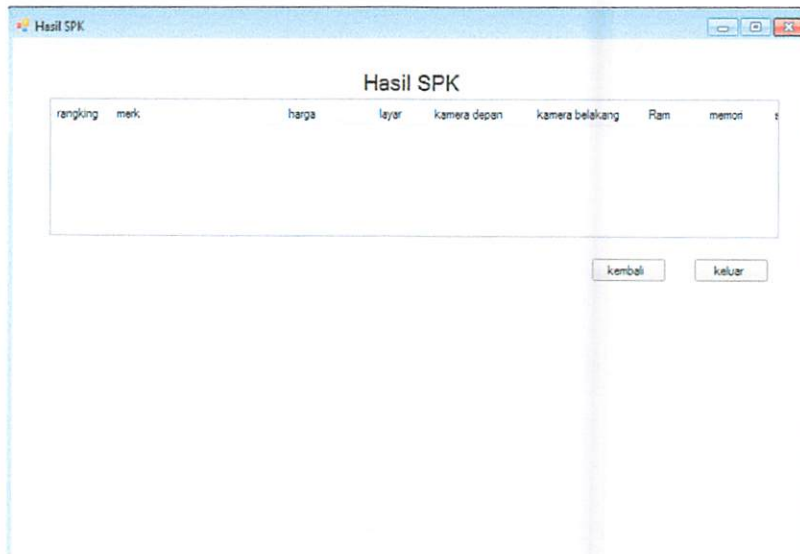 Hasil SPK
Hasil SPK
rangking merk harga layar kamera depan kamera belakang Ram memori
kembali keluar